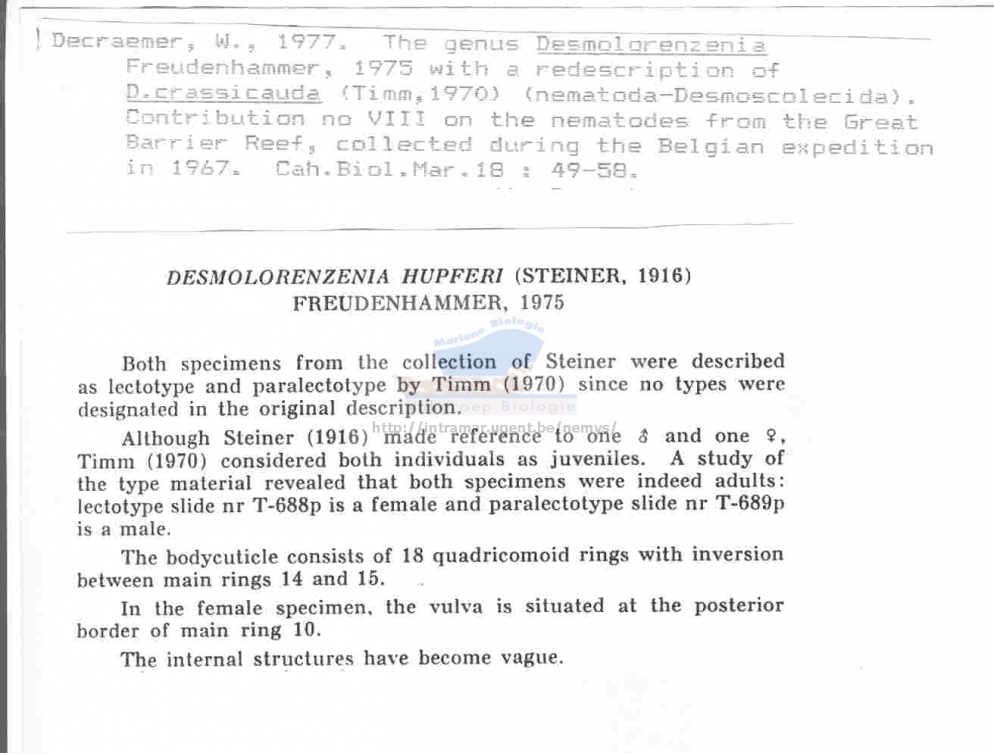 Decraemer, W., 1977. The genus Desmolorenzenia
Freudenhammer, 1975 with a redescription of
D.crassicauda (Timm,1970) (nematoda-Desmoscolecida).
Contribution no VIII on the nematodes from the Great
Barrier Reef, collected during the Belgian expedition
in 1967. Cah.Biol.Mar.18 : 49-58.
DESMOLORENZENIA HUPFERI (STEINER, 1916)
FREUDENHAMMER, 1975
Mariene Biologie
Both specimens from the collection of Steiner were described
as lectotype and paralectotype by Timm (1970) since no types were
designated in the original description.
oep Biologie
http://intramar.ugent.be/nemys/
Although Steiner (1916) made reference to one ♂ and one ♀,
Timm (1970) considered both individuals as juveniles. A study of
the type material revealed that both specimens were indeed adults:
lectotype slide nr T-688p is a female and paralectotype slide nr T-689p
is a male.
The bodycuticle consists of 18 quadricomoid rings with inversion
between main rings 14 and 15.
In the female specimen, the vulva is situated at the posterior
border of main ring 10.
The internal structures have become vague.